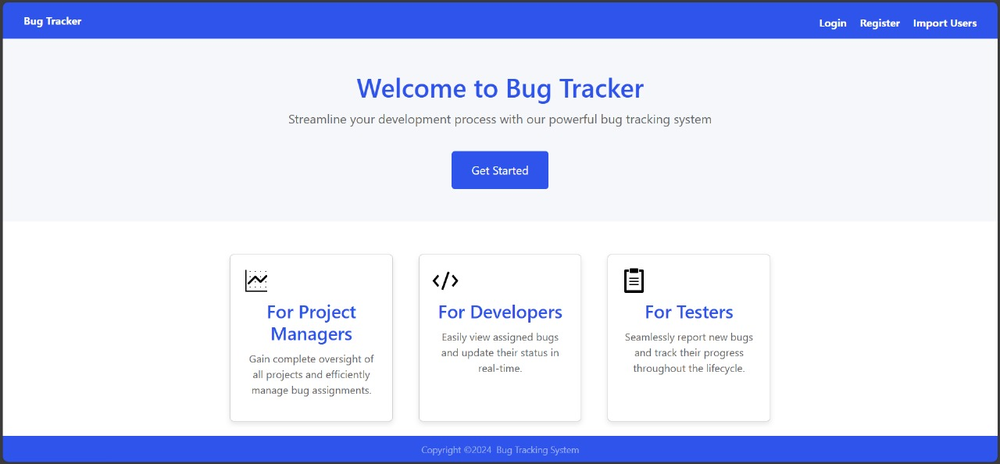 Bug Tracker
Login Register Import Users
Welcome to Bug Tracker
Streamline your development process with our powerful bug tracking system
Get Started
For Project
Managers
Gain complete oversight of
all projects and efficiently
manage bug assignments.
For Developers
Easily view assigned bugs
and update their status in
real-time.
For Testers
Seamlessly report new bugs
and track their progress
throughout the lifecycle.
Copyright ©2024 Bug Tracking System